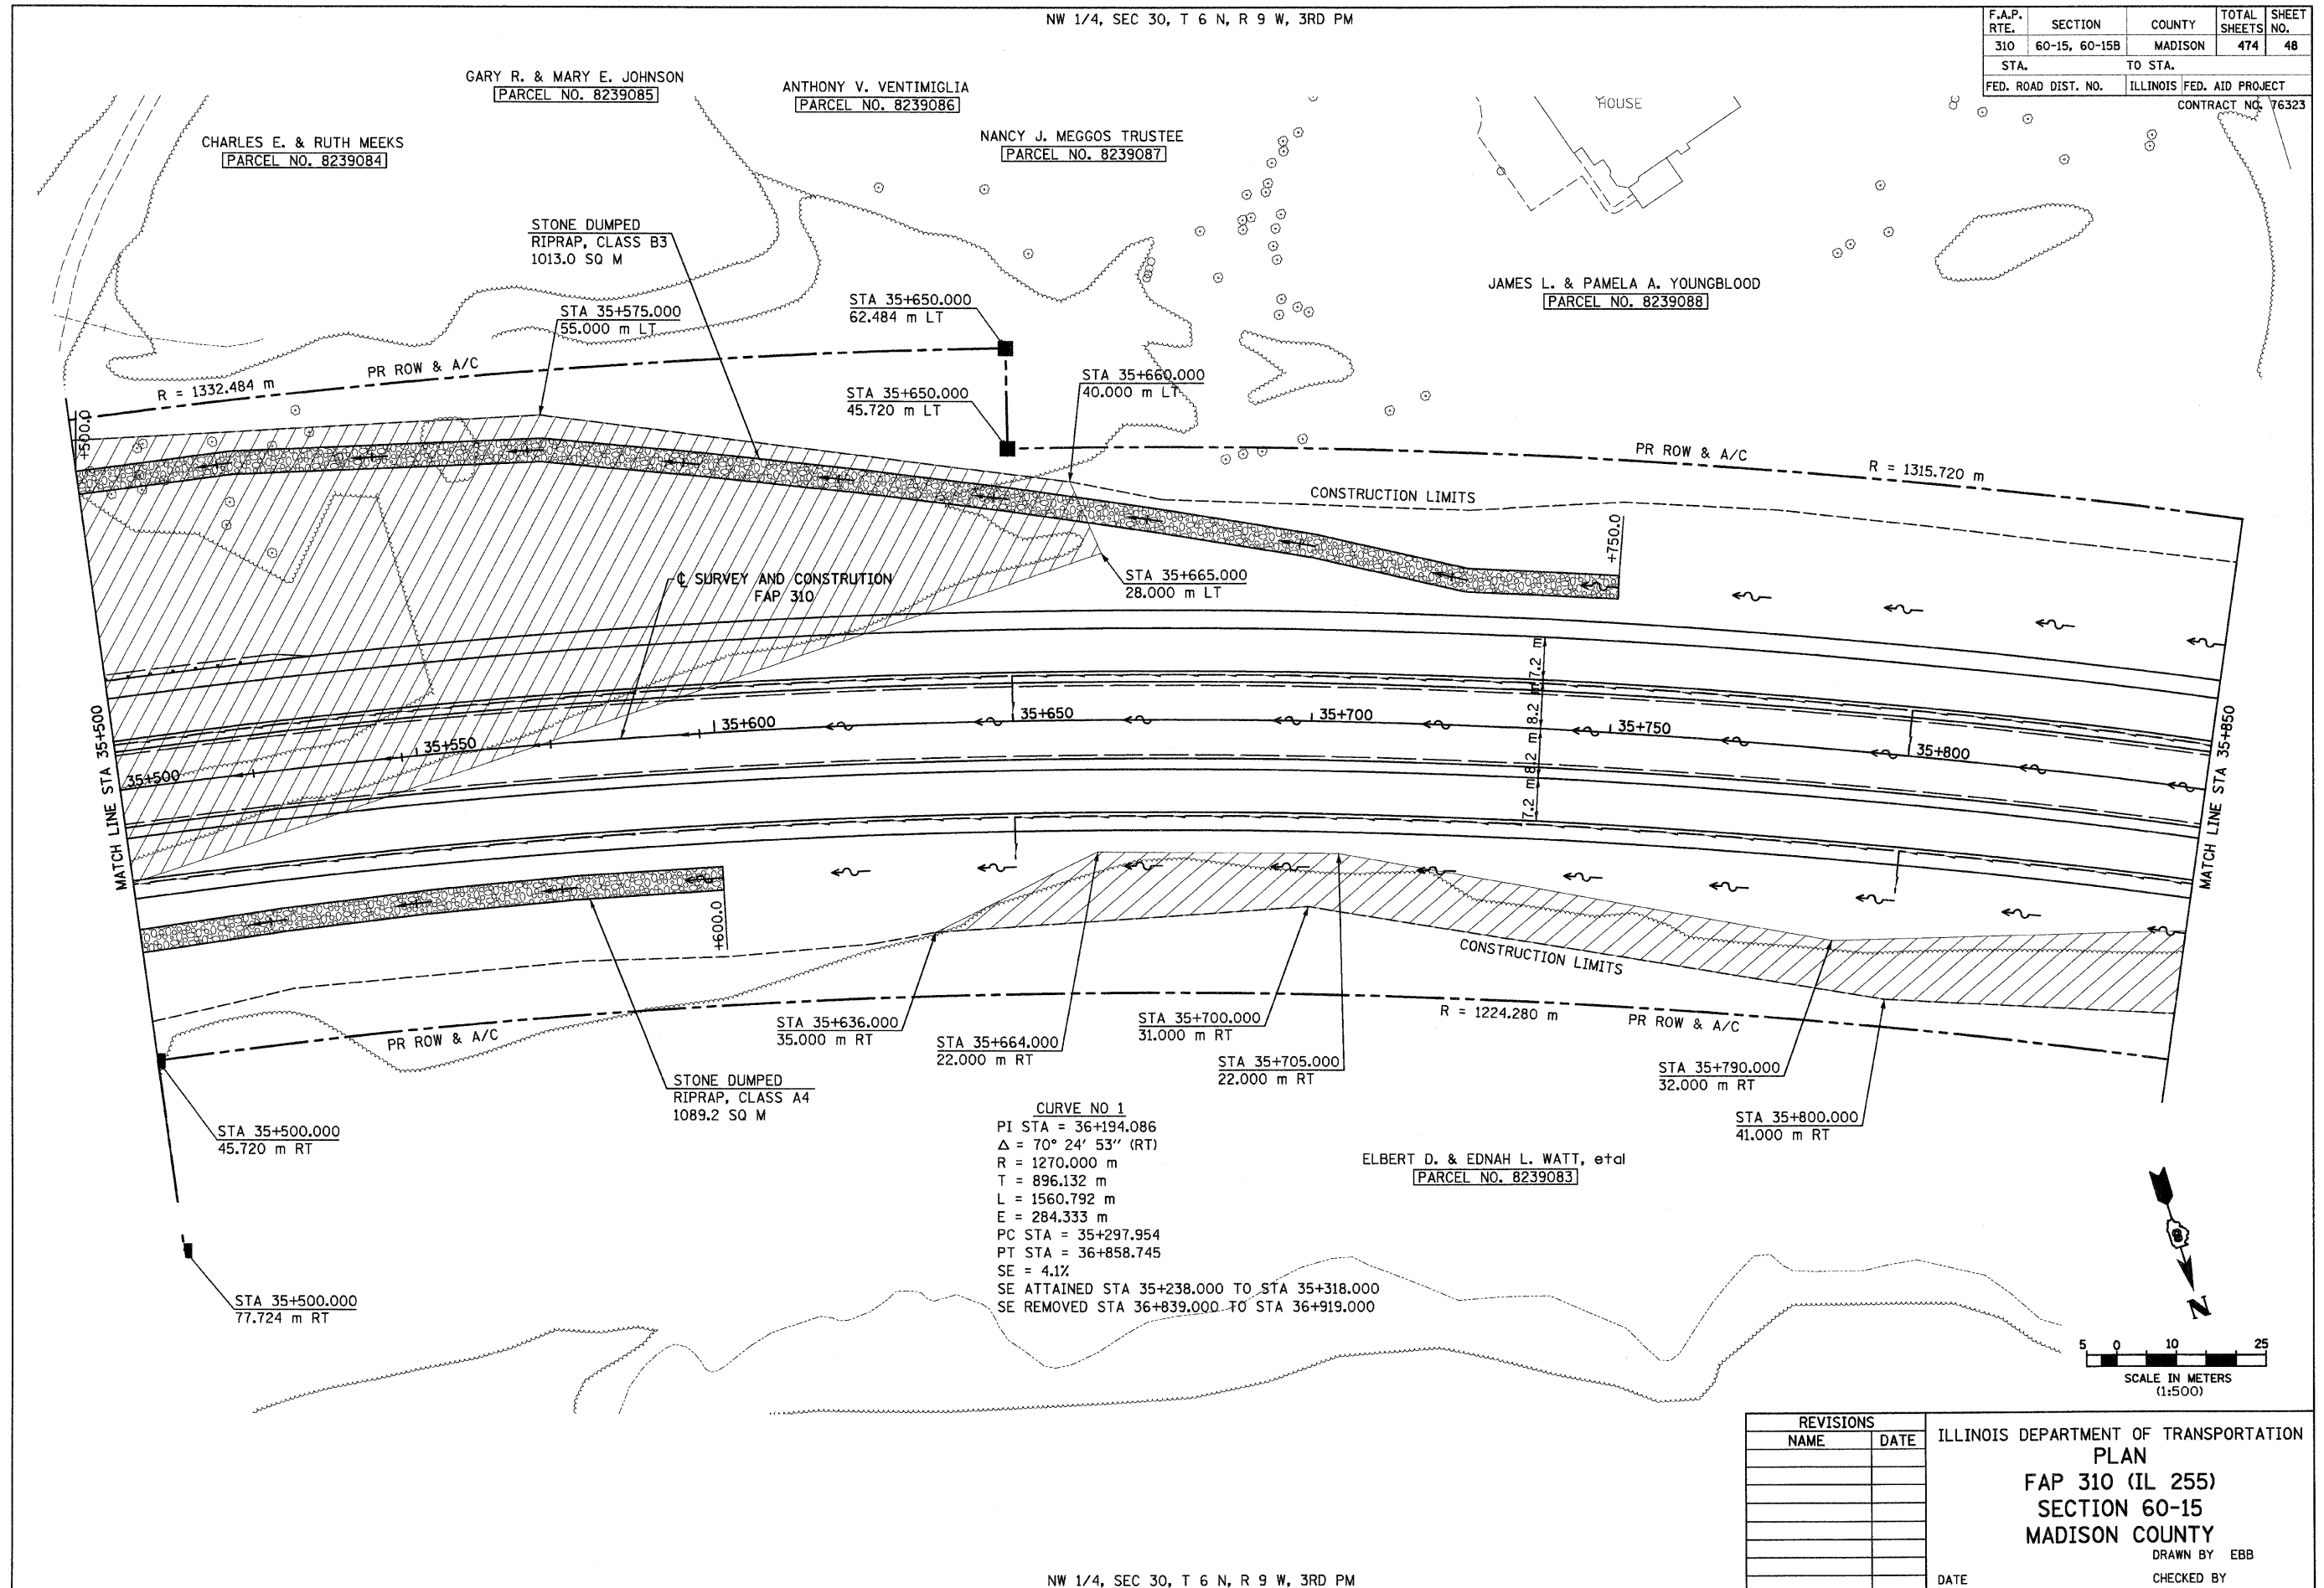 NW 1/4, SEC 30, T 6 N, R 9 W, 3RD PM
F.A.P. RTE.
SECTION
COUNTY
TOTAL SHEETS
SHEET NO.
310
60-15, 60-15B
MADISON
474
48
STA.
TO STA.
FED. ROAD DIST. NO.
ILLINOIS
FED. AID PROJECT
CONTRACT NO. 76323
GARY R. & MARY E. JOHNSON
PARCEL NO. 8239085
ANTHONY V. VENTIMIGLIA
PARCEL NO. 8239086
HOUSE
CHARLES E. & RUTH MEEKS
PARCEL NO. 8239084
NANCY J. MEGGOS TRUSTEE
PARCEL NO. 8239087
STONE DUMPED
RIPRAP, CLASS B3
1013.0 SQ M
JAMES L. & PAMELA A. YOUNGBLOOD
PARCEL NO. 8239088
STA 35+575.000
55.000 m LT
STA 35+650.000
62.484 m LT
PR ROW & A/C
R = 1332.484 m
STA 35+650.000
45.720 m LT
STA 35+660.000
40.000 m LT
+500.0
PR ROW & A/C
R = 1315.720 m
CONSTRUCTION LIMITS
+750.0
℄ SURVEY AND CONSTRUTION
FAP 310
STA 35+665.000
28.000 m LT
7.2 m
8.2 m
8.2 m
7.2 m
35+500
35+550
35+600
35+650
35+700
35+750
35+800
MATCH LINE STA 35+500
MATCH LINE STA 35+850
+600.0
CONSTRUCTION LIMITS
PR ROW & A/C
STA 35+636.000
35.000 m RT
STA 35+664.000
22.000 m RT
STA 35+700.000
31.000 m RT
STA 35+705.000
22.000 m RT
R = 1224.280 m
PR ROW & A/C
STA 35+790.000
32.000 m RT
STA 35+800.000
41.000 m RT
STONE DUMPED
RIPRAP, CLASS A4
1089.2 SQ M
STA 35+500.000
45.720 m RT
CURVE NO 1
PI STA = 36+194.086
Δ = 70° 24' 53'' (RT)
R = 1270.000 m
T = 896.132 m
L = 1560.792 m
E = 284.333 m
PC STA = 35+297.954
PT STA = 36+858.745
SE = 4.1%
SE ATTAINED STA 35+238.000 TO STA 35+318.000
SE REMOVED STA 36+839.000 TO STA 36+919.000
ELBERT D. & EDNAH L. WATT, etal
PARCEL NO. 8239083
STA 35+500.000
77.724 m RT
N
5 0 10 25
SCALE IN METERS
(1:500)
REVISIONS
NAME
DATE
ILLINOIS DEPARTMENT OF TRANSPORTATION
PLAN
FAP 310 (IL 255)
SECTION 60-15
MADISON COUNTY
DRAWN BY EBB
DATE
CHECKED BY
NW 1/4, SEC 30, T 6 N, R 9 W, 3RD PM